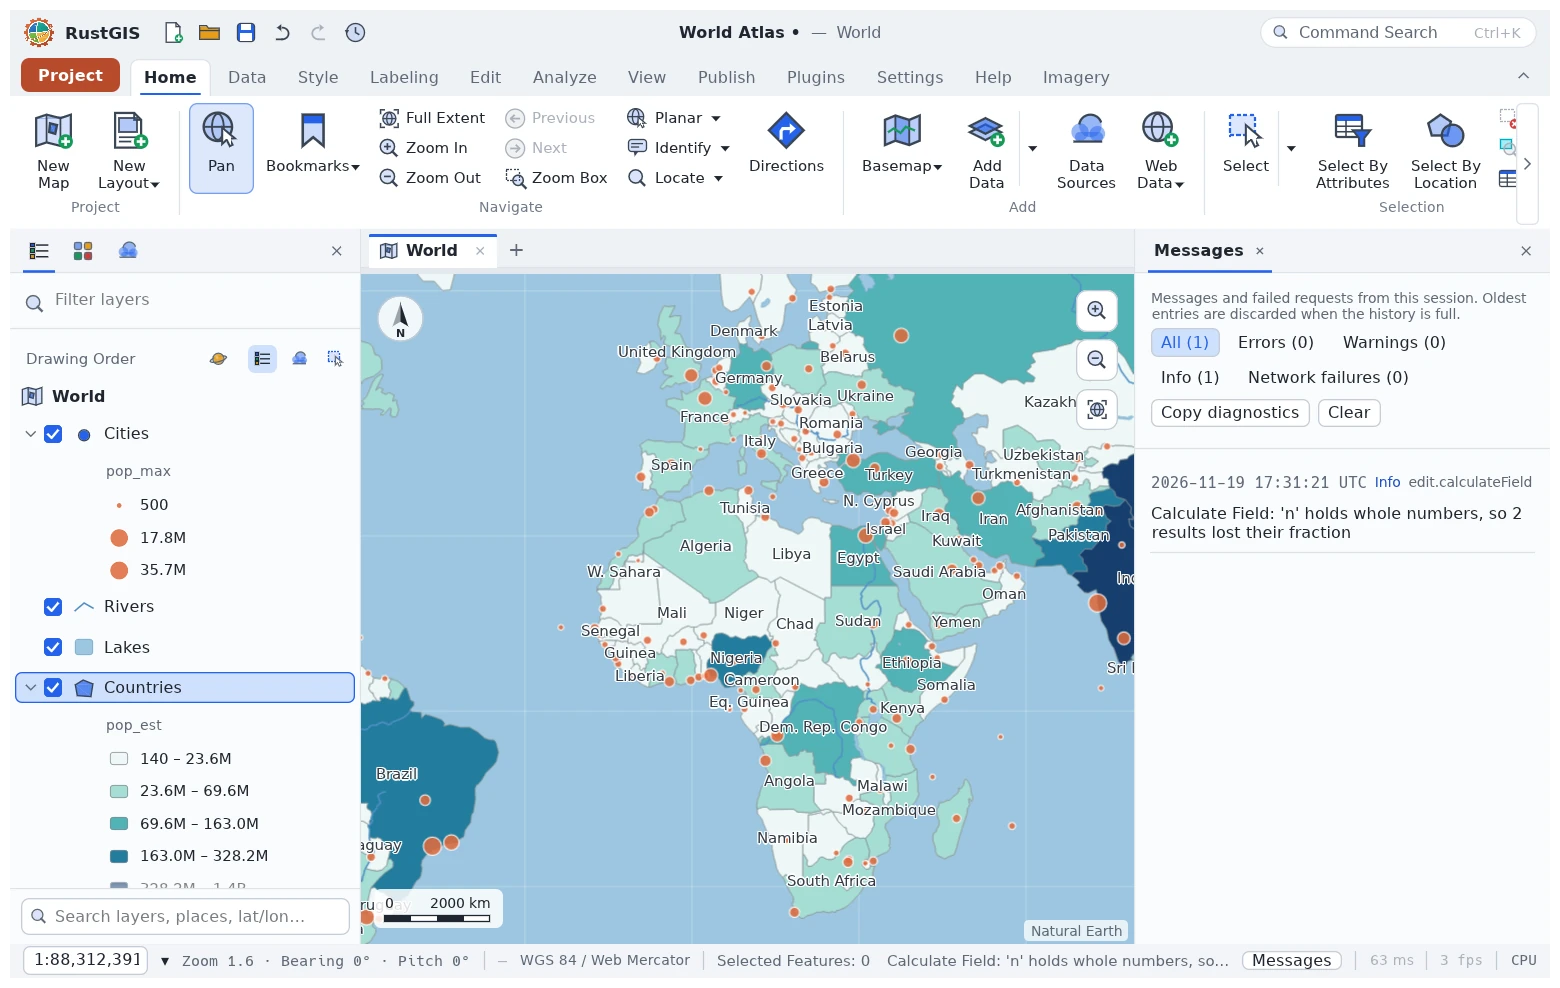 RustGIS
World Atlas • — World
Command Search Ctrl+K
Project
Home
Data
Style
Labeling
Edit
Analyze
View
Publish
Plugins
Settings
Help
Imagery
New Map
New Layout
Project
Pan
Bookmarks
Full Extent
Zoom In
Zoom Out
Previous
Next
Zoom Box
Planar
Identify
Locate
Directions
Navigate
Basemap
Add Data
Data Sources
Web Data
Add
Select
Select By Attributes
Select By Location
Selection
Filter layers
Drawing Order
World
Cities
pop_max
500
17.8M
35.7M
Rivers
Lakes
Countries
pop_est
140 – 23.6M
23.6M – 69.6M
69.6M – 163.0M
163.0M – 328.2M
328.2M – 1.4B
Search layers, places, lat/lon...
World
N
Estonia
Latvia
Denmark
United Kingdom
Belarus
Germany
Slovakia
Ukraine
Kazakh
France
Romania
Italy
Bulgaria
Georgia
Uzbekistan
Spain
Greece
Turkey
Turkmenistan
Tunisia
N. Cyprus
Iraq
Iran
Afghanistan
Israel
Algeria
Libya
Egypt
Kuwait
Pakistan
W. Sahara
Saudi Arabia
Ind
Oman
Mali
Niger
Chad
Sudan
Yemen
Senegal
Guinea
Nigeria
Ethiopia
Sri
Liberia
Cameroon
Somalia
Eq. Guinea
Kenya
Dem. Rep. Congo
Brazil
Angola
Malawi
Mozambique
Namibia
aguay
South Africa
ruguay
0 2000 km
Natural Earth
Messages
Messages and failed requests from this session. Oldest
entries are discarded when the history is full.
All (1)
Errors (0)
Warnings (0)
Info (1)
Network failures (0)
Copy diagnostics
Clear
2026-11-19 17:31:21 UTC Info edit.calculateField
Calculate Field: 'n' holds whole numbers, so 2
results lost their fraction
1:88,312,391
Zoom 1.6 · Bearing 0° · Pitch 0°
— WGS 84 / Web Mercator
Selected Features: 0
Calculate Field: 'n' holds whole numbers, so...
Messages
63 ms
3 fps
CPU